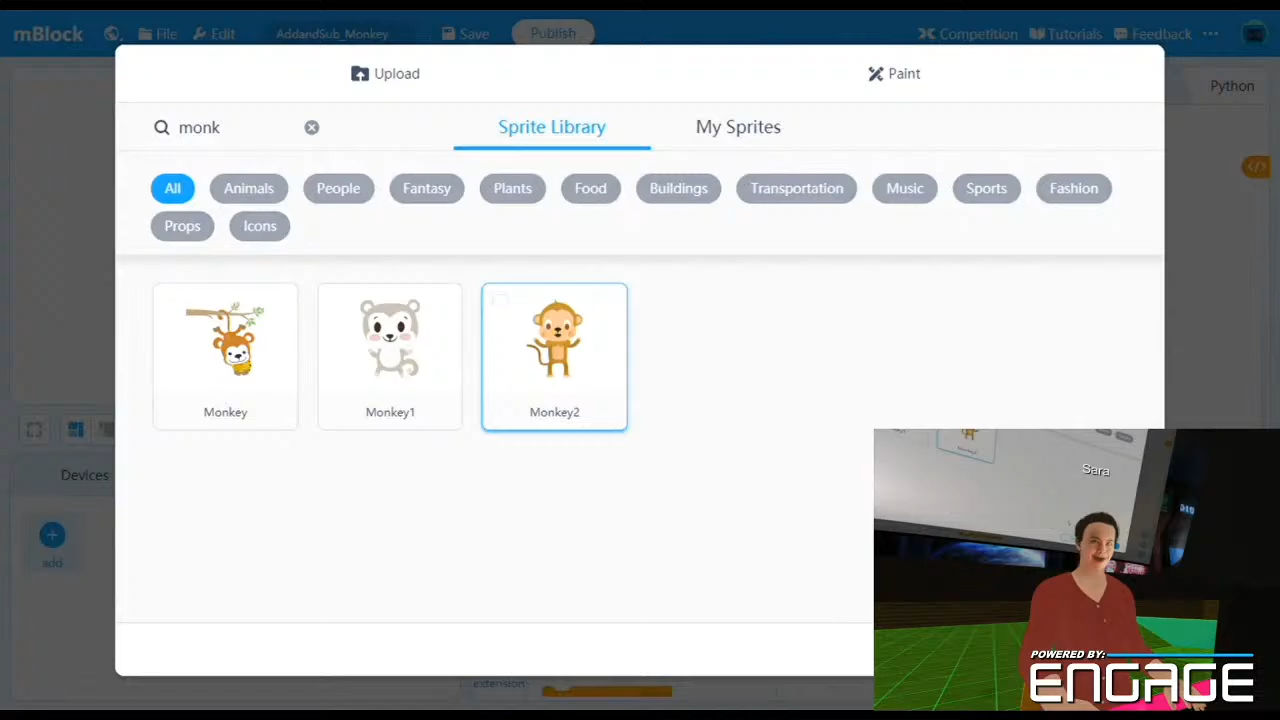 mBlock File Edit AddandSub_Monkey Save Publish Competition Tutorials Feedback ...
Upload Paint
Python
monk Sprite Library My Sprites
All Animals People Fantasy Plants Food Buildings Transportation Music Sports Fashion
Props Icons
Monkey Monkey1 Monkey2
Devices
Sara
add
extension
POWERED BY:
ENGAGE